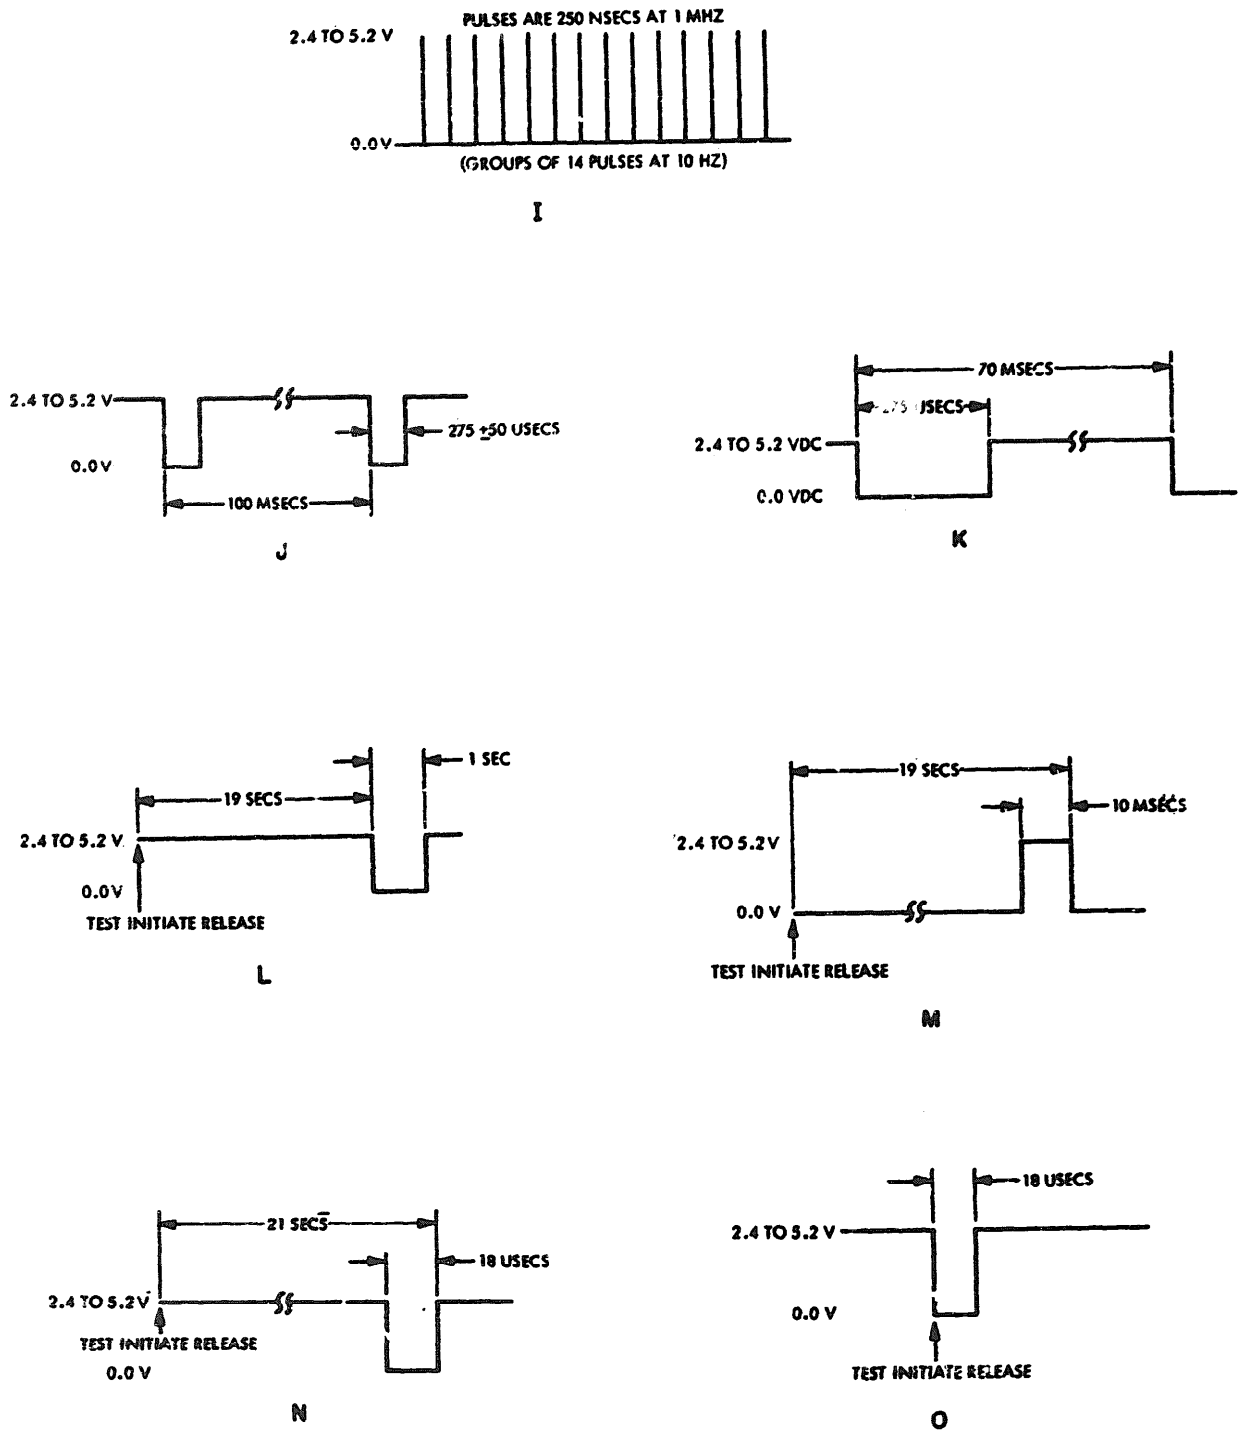 PULSES ARE 250 NSECS AT 1 MHZ
2.4 TO 5.2 V
0.0 V
(GROUPS OF 14 PULSES AT 10 HZ)
I
2.4 TO 5.2 V
275 ±50 USECS
0.0 V
100 MSECS
J
70 MSECS
275 USECS
2.4 TO 5.2 VDC
0.0 VDC
K
1 SEC
19 SECS
2.4 TO 5.2 V
0.0 V
TEST INITIATE RELEASE
L
19 SECS
10 MSECS
2.4 TO 5.2 V
0.0 V
TEST INITIATE RELEASE
M
21 SECS
18 USECS
2.4 TO 5.2 V
TEST INITIATE RELEASE
0.0 V
N
18 USECS
2.4 TO 5.2 V
0.0 V
TEST INITIATE RELEASE
O